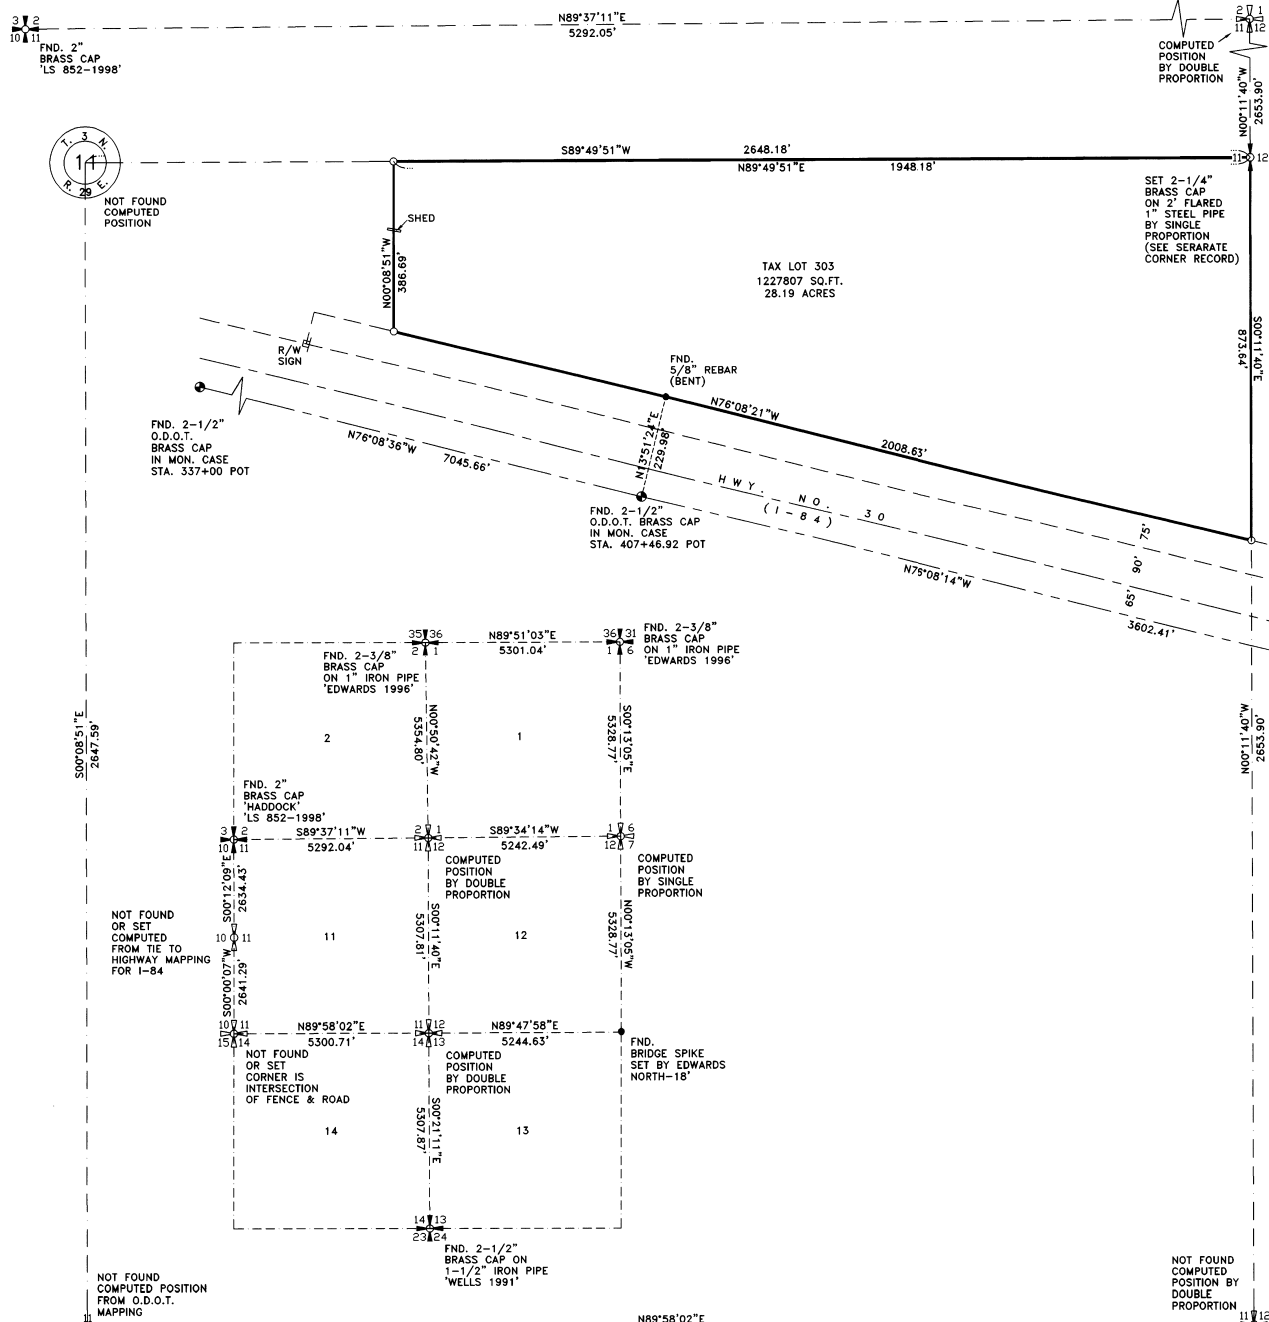 3 2
10 11
FND. 2"
BRASS CAP
'LS 852-1998'
N89°37'11"E
5292.05'
2 1
11 12
COMPUTED
POSITION
BY DOUBLE
PROPORTION
N00°11'40"W
2653.90'
T. 3 N.
11
R. 29 E.
NOT FOUND
COMPUTED
POSITION
S89°49'51"W 2648.18'
N89°49'51"E 1948.18'
11 12
SET 2-1/4"
BRASS CAP
ON 2' FLARED
1" STEEL PIPE
BY SINGLE
PROPORTION
(SEE SERARATE
CORNER RECORD)
SHED
N00°08'51"W
386.69'
TAX LOT 303
1227807 SQ.FT.
28.19 ACRES
S00°11'40"E
873.64'
R/W
SIGN
FND.
5/8" REBAR
(BENT)
N76°08'21"W
2008.63'
N13°51'24"E
229.98'
FND. 2-1/2"
O.D.O.T.
BRASS CAP
IN MON. CASE
STA. 337+00 POT
N76°08'36"W
7045.66'
HWY. NO. 30
(I-84)
FND. 2-1/2"
O.D.O.T. BRASS CAP
IN MON. CASE
STA. 407+46.92 POT
75'
90'
65'
N76°08'14"W
3602.41'
35 36
2 1
N89°51'03"E
5301.04'
36 31
1 6
FND. 2-3/8"
BRASS CAP
ON 1" IRON PIPE
'EDWARDS 1996'
FND. 2-3/8"
BRASS CAP
ON 1" IRON PIPE
'EDWARDS 1996'
S00°08'51"E
2647.59'
2
N00°50'42"W
5354.80'
1
S00°13'05"E
5328.77'
N00°11'40"W
2653.90'
FND. 2"
BRASS CAP
'HADDOCK'
'LS 852-1998'
3 2
10 11
S89°37'11"W
5292.04'
2 1
11 12
S89°34'14"W
5242.49'
1 6
12 7
COMPUTED
POSITION
BY DOUBLE
PROPORTION
COMPUTED
POSITION
BY SINGLE
PROPORTION
S00°12'09"E
2634.43'
NOT FOUND
OR SET
COMPUTED
FROM TIE TO
HIGHWAY MAPPING
FOR I-84
10 11
11
S00°11'40"E
5307.81'
12
N00°13'05"W
5328.77'
S00°00'07"W
2641.29'
10 11
15 14
N89°58'02"E
5300.71'
11 12
14 13
N89°47'58"E
5244.63'
NOT FOUND
OR SET
CORNER IS
INTERSECTION
OF FENCE & ROAD
COMPUTED
POSITION
BY DOUBLE
PROPORTION
FND.
BRIDGE SPIKE
SET BY EDWARDS
NORTH-18'
14
S00°21'11"E
5307.87'
13
14 13
23 24
FND. 2-1/2"
BRASS CAP ON
1-1/2" IRON PIPE
'WELLS 1991'
NOT FOUND
COMPUTED POSITION
FROM O.D.O.T.
MAPPING
11
N89°58'02"E
NOT FOUND
COMPUTED
POSITION BY
DOUBLE
PROPORTION
11 12